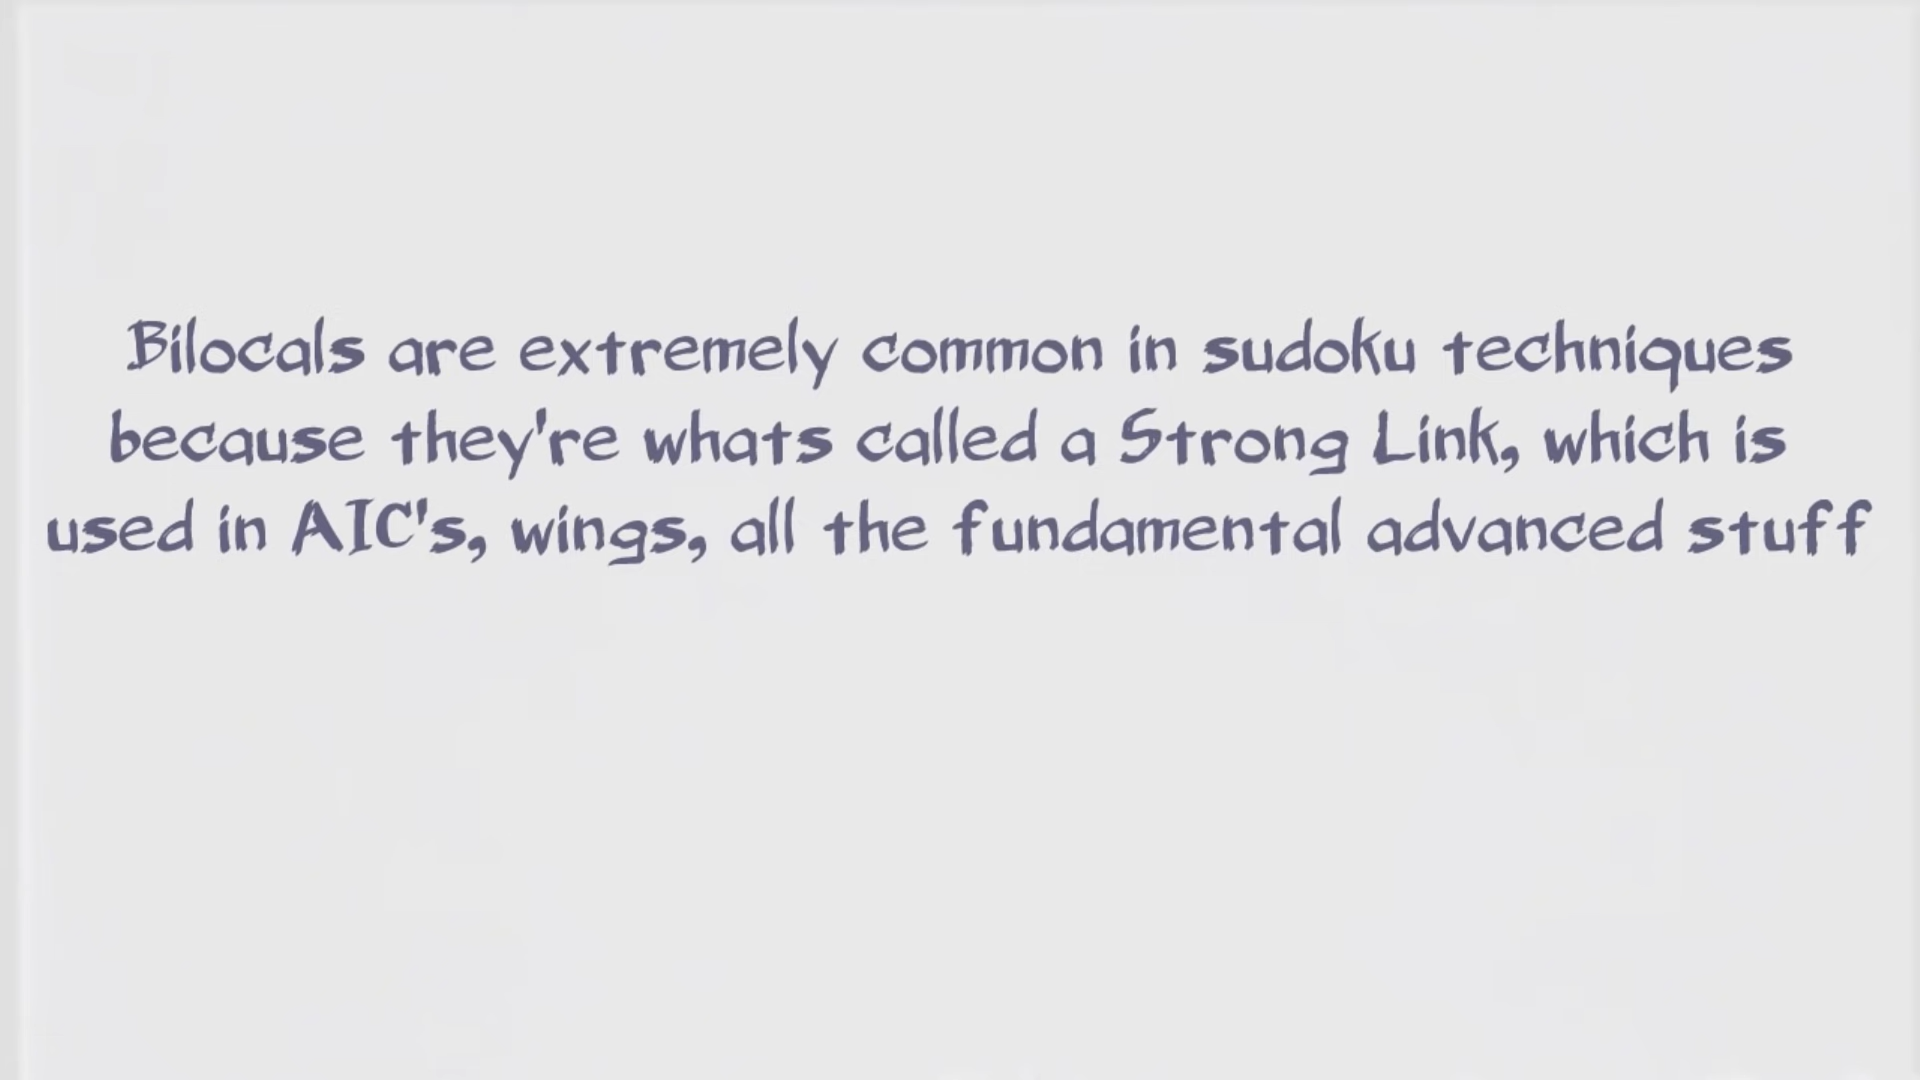 Bilocals are extremely common in sudoku techniques
because they're whats called a Strong Link, which is
used in AIC's, wings, all the fundamental advanced stuff